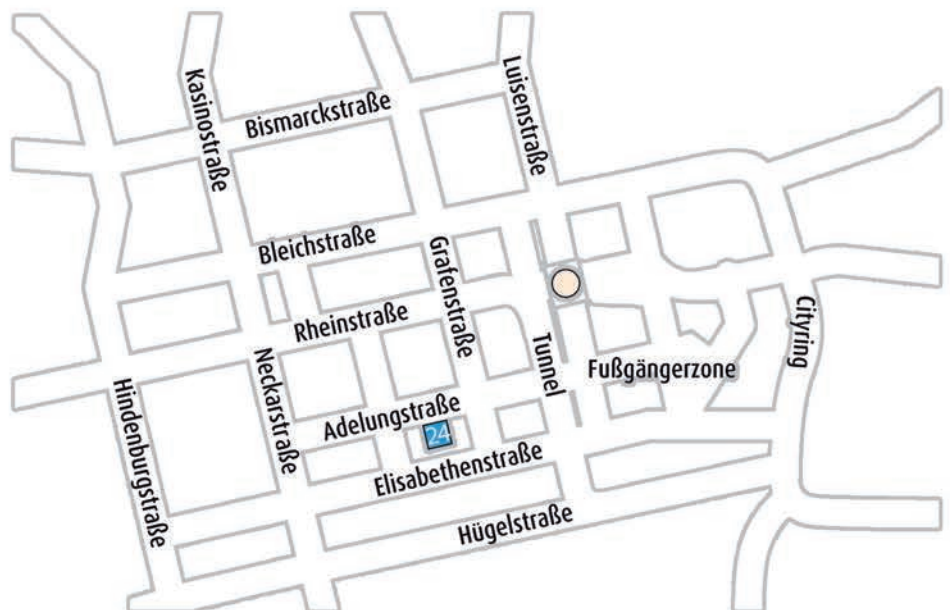 Kasinostraße
Bismarckstraße
Luisenstraße
Bleichstraße
Grafenstraße
Rheinstraße
Cityring
Tunnel
Fußgängerzone
Neckarstraße
Hindenburgstraße
Adelungstraße
24
Elisabethenstraße
Hügelstraße